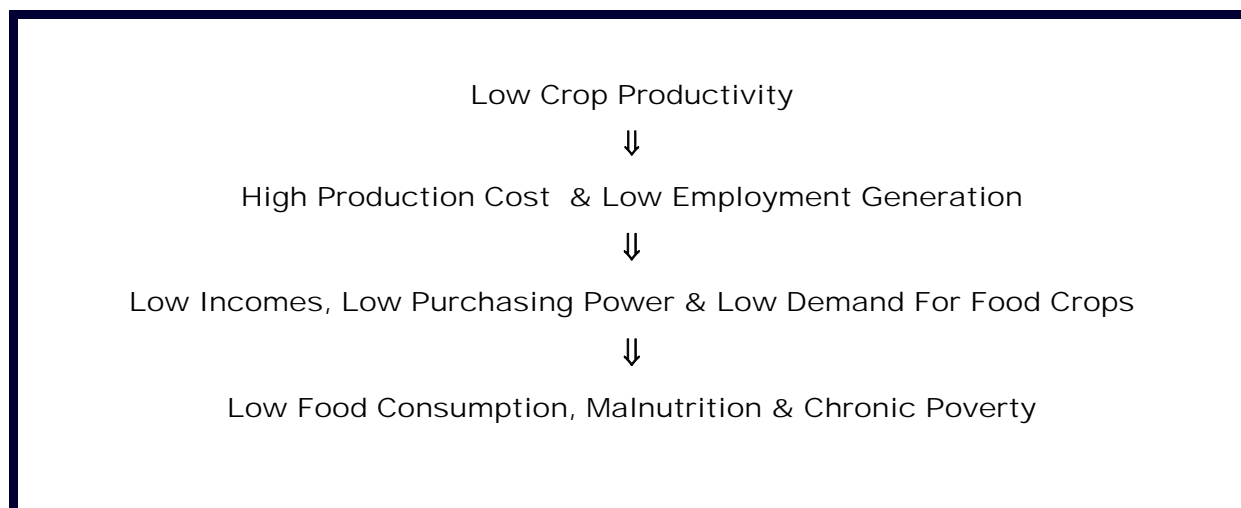 Low Crop Productivity
⇓
High Production Cost  & Low Employment Generation
⇓
Low Incomes, Low Purchasing Power & Low Demand For Food Crops
⇓
Low Food Consumption, Malnutrition & Chronic Poverty